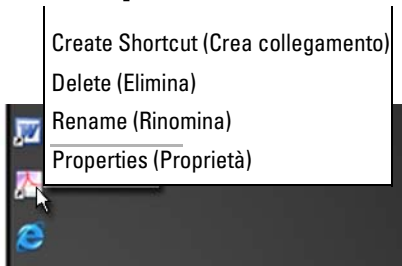 Create Shortcut (Crea collegamento)
Delete (Elimina)
Rename (Rinomina)
Properties (Proprietà)